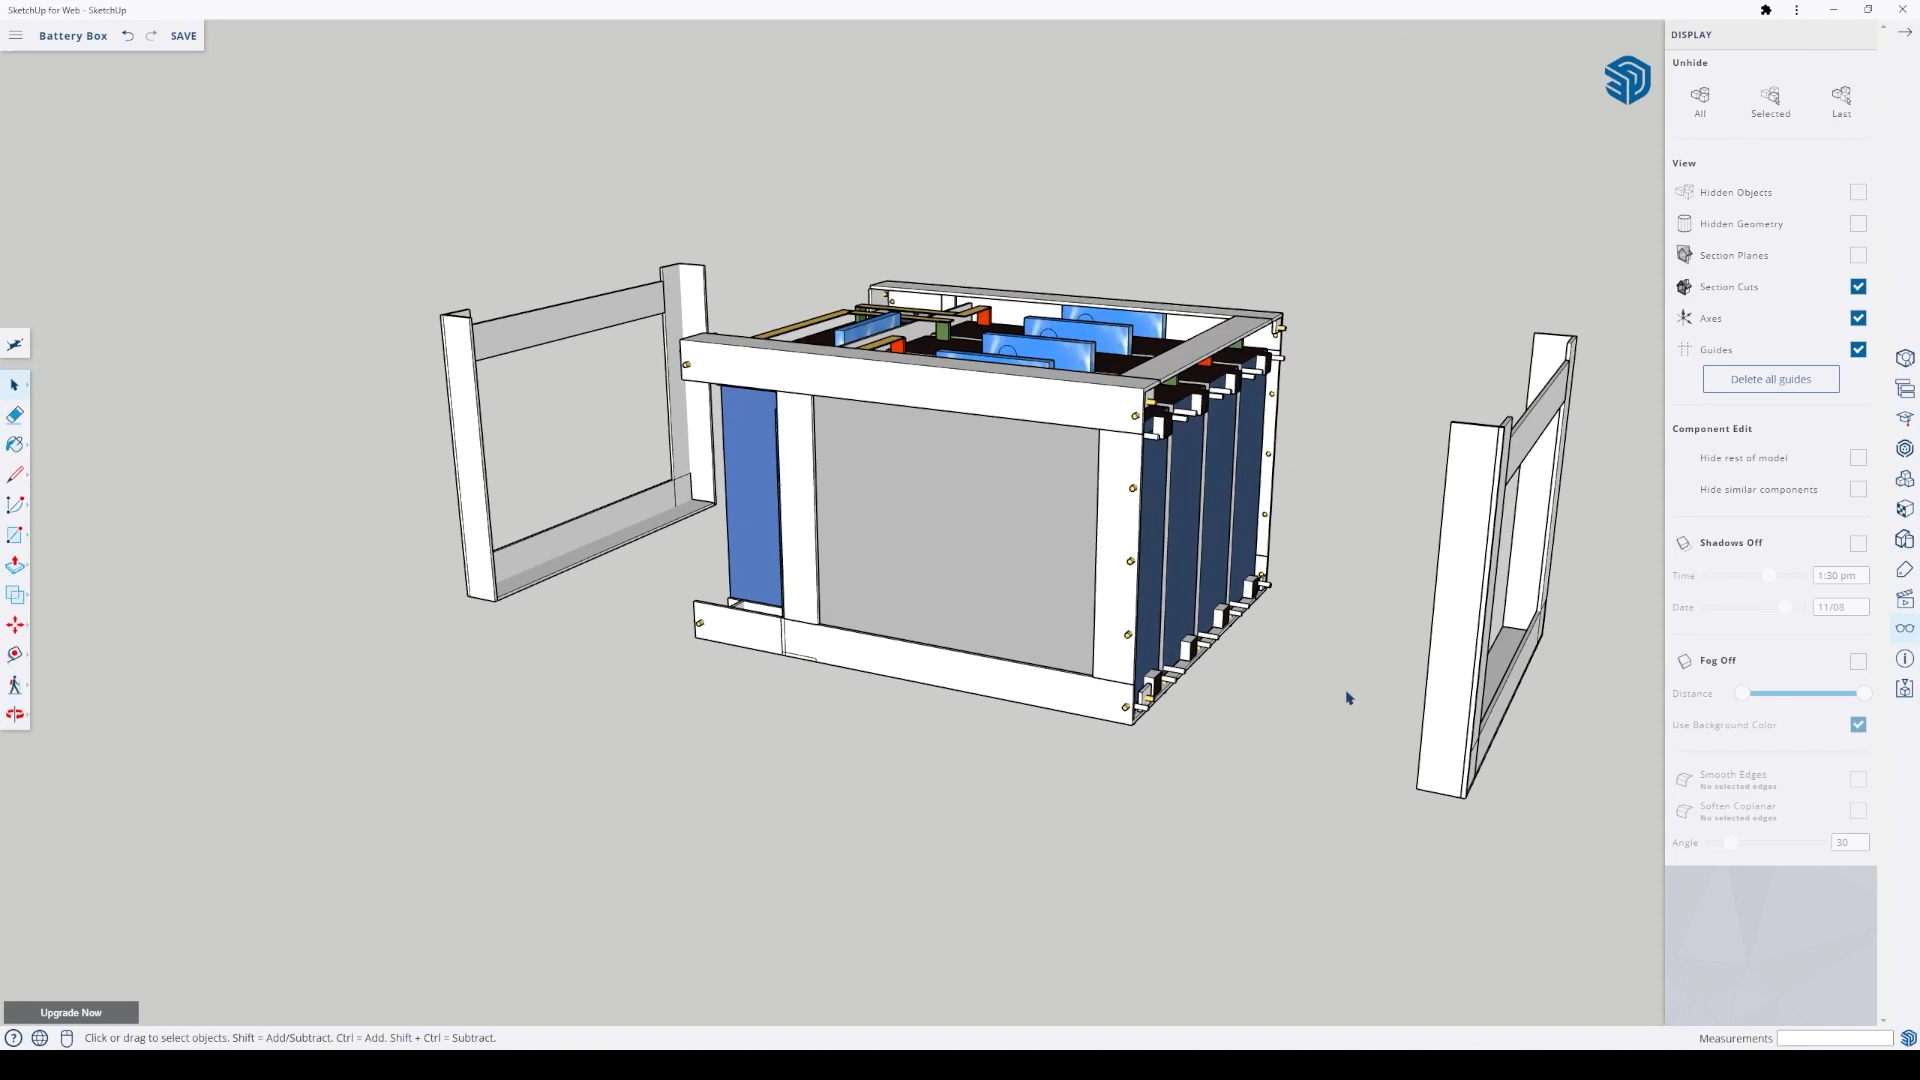 SketchUp for Web - SketchUp
Battery Box
SAVE
DISPLAY
Unhide
All
Selected
Last
View
Hidden Objects
Hidden Geometry
Section Planes
Section Cuts
Axes
Guides
Delete all guides
Component Edit
Hide rest of model
Hide similar components
Shadows Off
Time
1:30 pm
Date
11/08
Fog Off
Distance
Use Background Color
Smooth Edges
No selected edges
Soften Coplanar
No selected edges
Angle
30
Upgrade Now
Click or drag to select objects. Shift = Add/Subtract. Ctrl = Add. Shift + Ctrl = Subtract.
Measurements